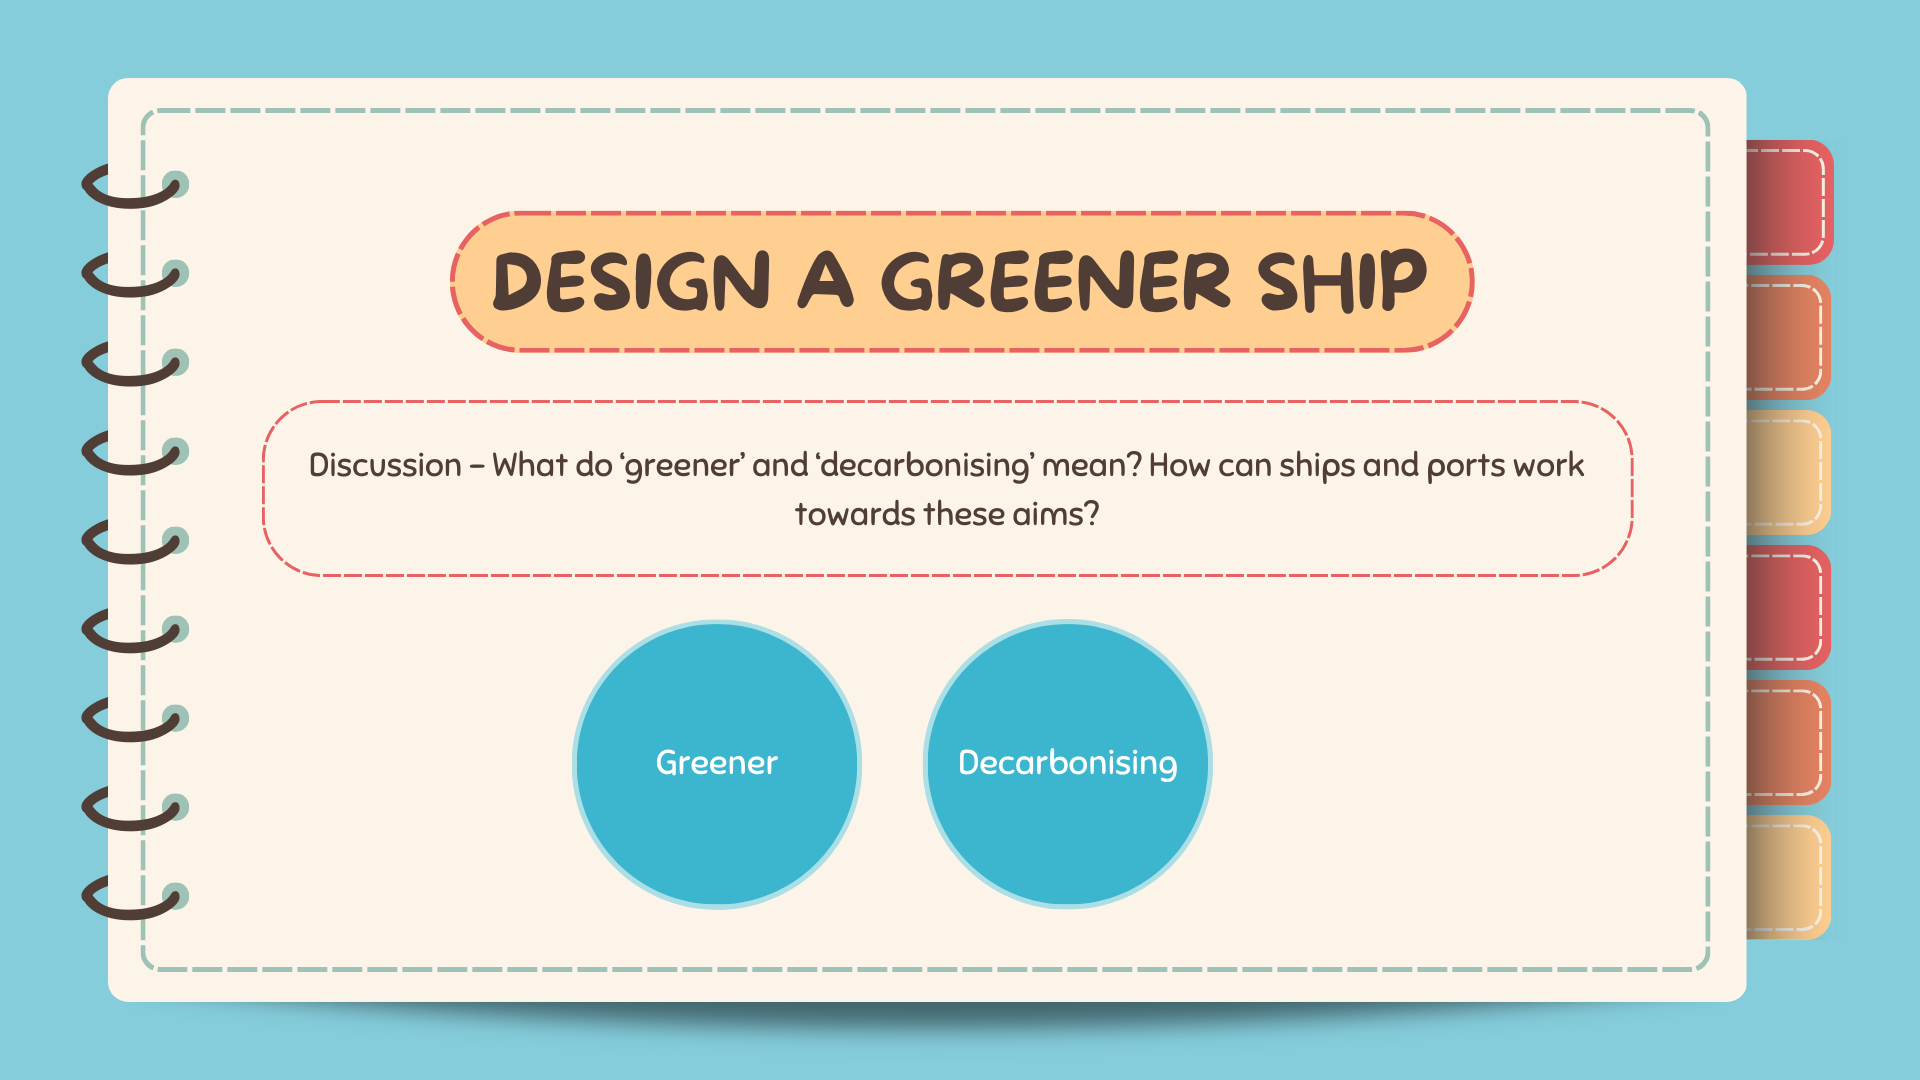 DESIGN A GREENER SHIP
Discussion – What do ‘greener’ and ‘decarbonising’ mean? How can ships and ports work
towards these aims?
Greener
Decarbonising